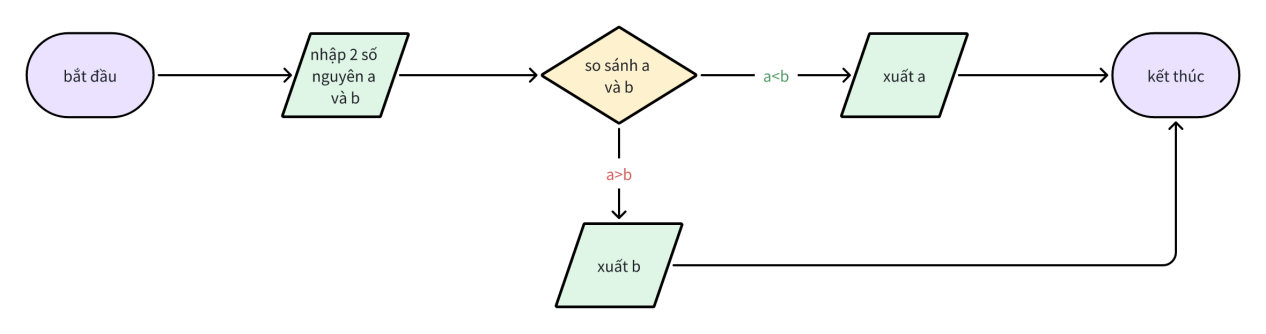 bắt đầu
nhập 2 số
nguyên a
và b
so sánh a
và b
a<b
xuất a
kết thúc
a>b
xuất b